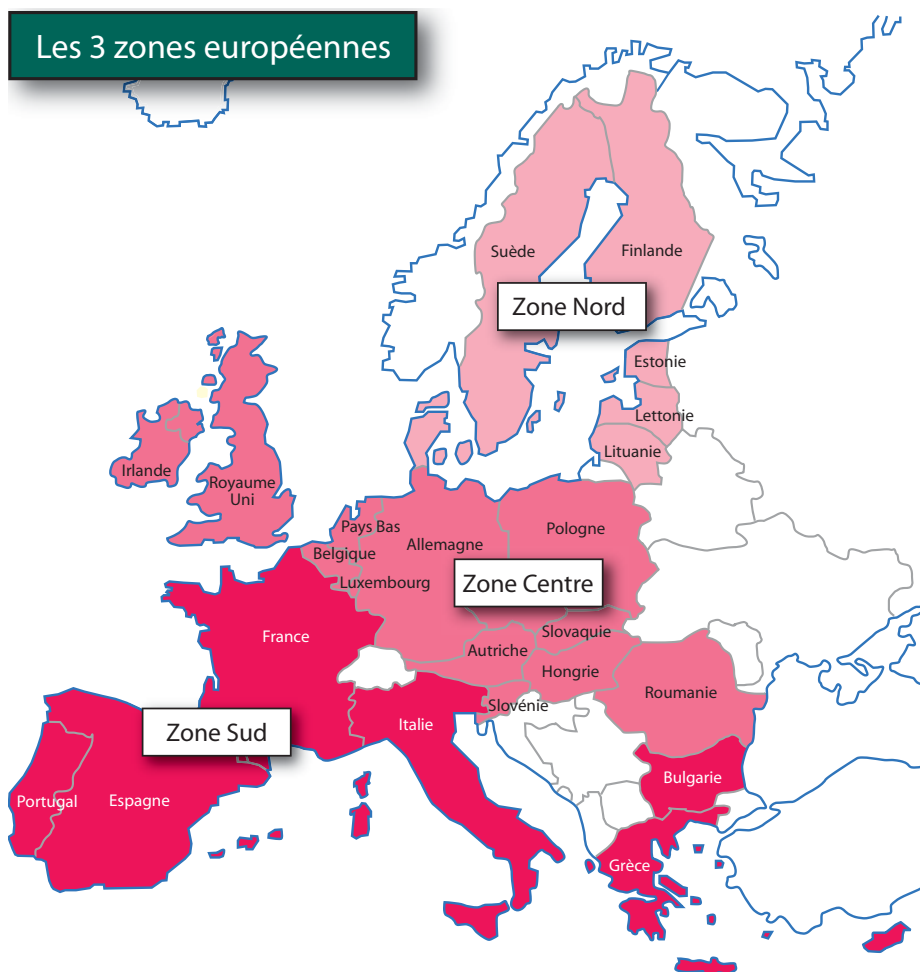 Les 3 zones européennes
Suède
Finlande
Zone Nord
Estonie
Lettonie
Lituanie
Irlande
Royaume
Uni
Pays Bas
Pologne
Allemagne
Belgique
Luxembourg
Zone Centre
France
Slovaquie
Autriche
Hongrie
Roumanie
Slovénie
Italie
Zone Sud
Bulgarie
Portugal
Espagne
Grèce